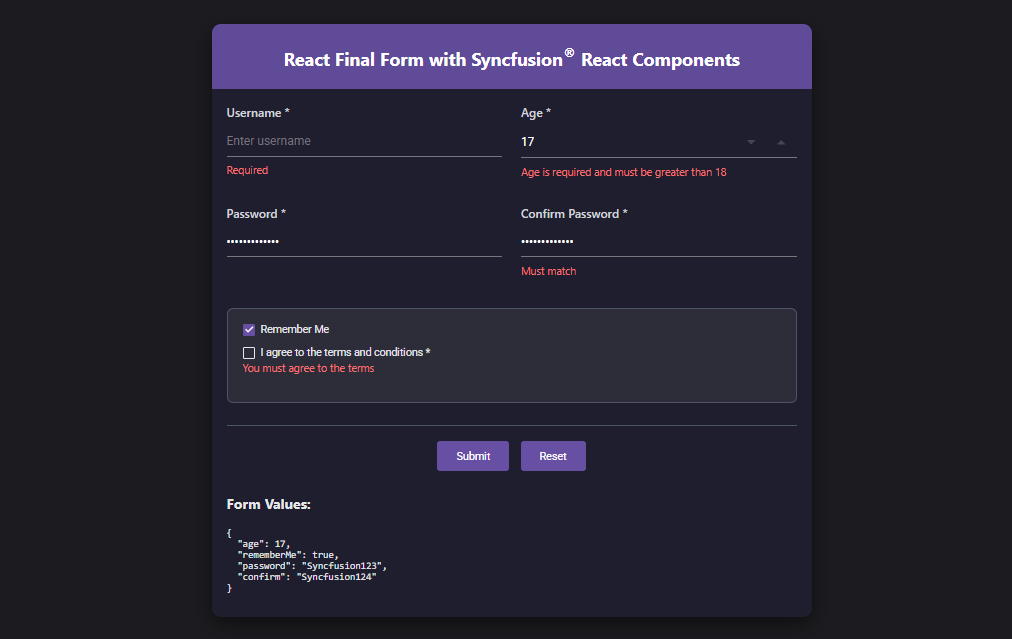 React Final Form with Syncfusion® React Components
Username *
Age *
Enter username
17
Required
Age is required and must be greater than 18
Password *
Confirm Password *
•••••••••••••
•••••••••••••
Must match
Remember Me
I agree to the terms and conditions *
You must agree to the terms
Submit
Reset
Form Values:
{
"age": 17,
"rememberMe": true,
"password": "Syncfusion123",
"confirm": "Syncfusion124"
}